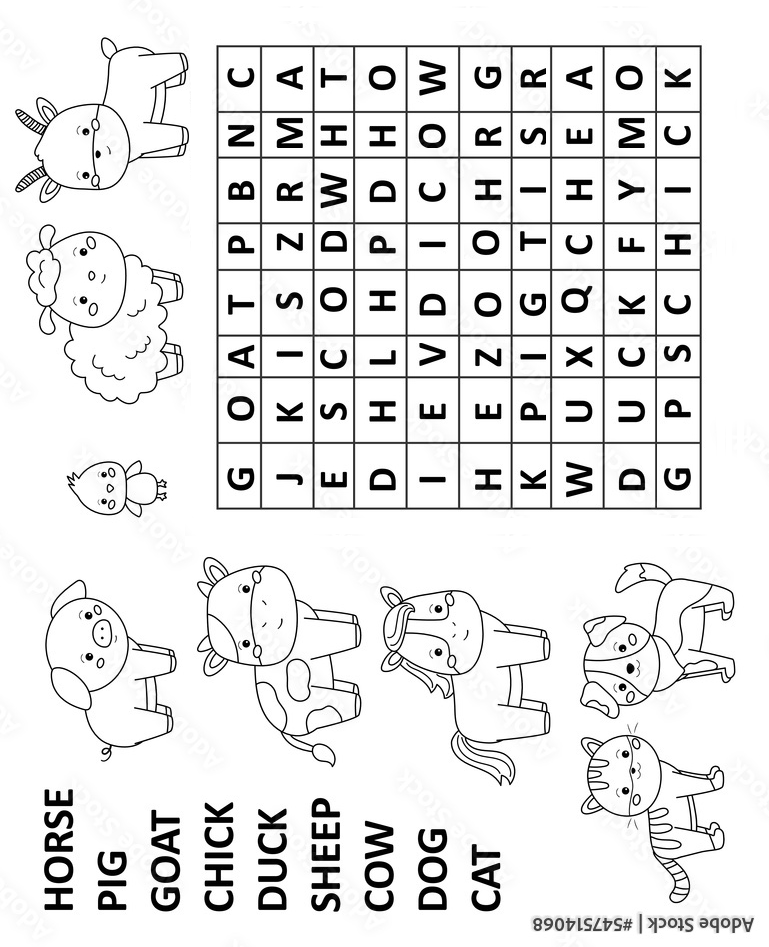 HORSE
PIG
GOAT
CHICK
DUCK
SHEEP
COW
DOG
CAT
G O A T P B N C
J K I S Z R M A
E S C O D W H T
D H L H P D H O
I E V D I C O W
H E Z O O H R G
K P I G T I S R
W U X Q C H E A
D U C K F Y M O
G P S C H I C K
Adobe Stock | #547514068